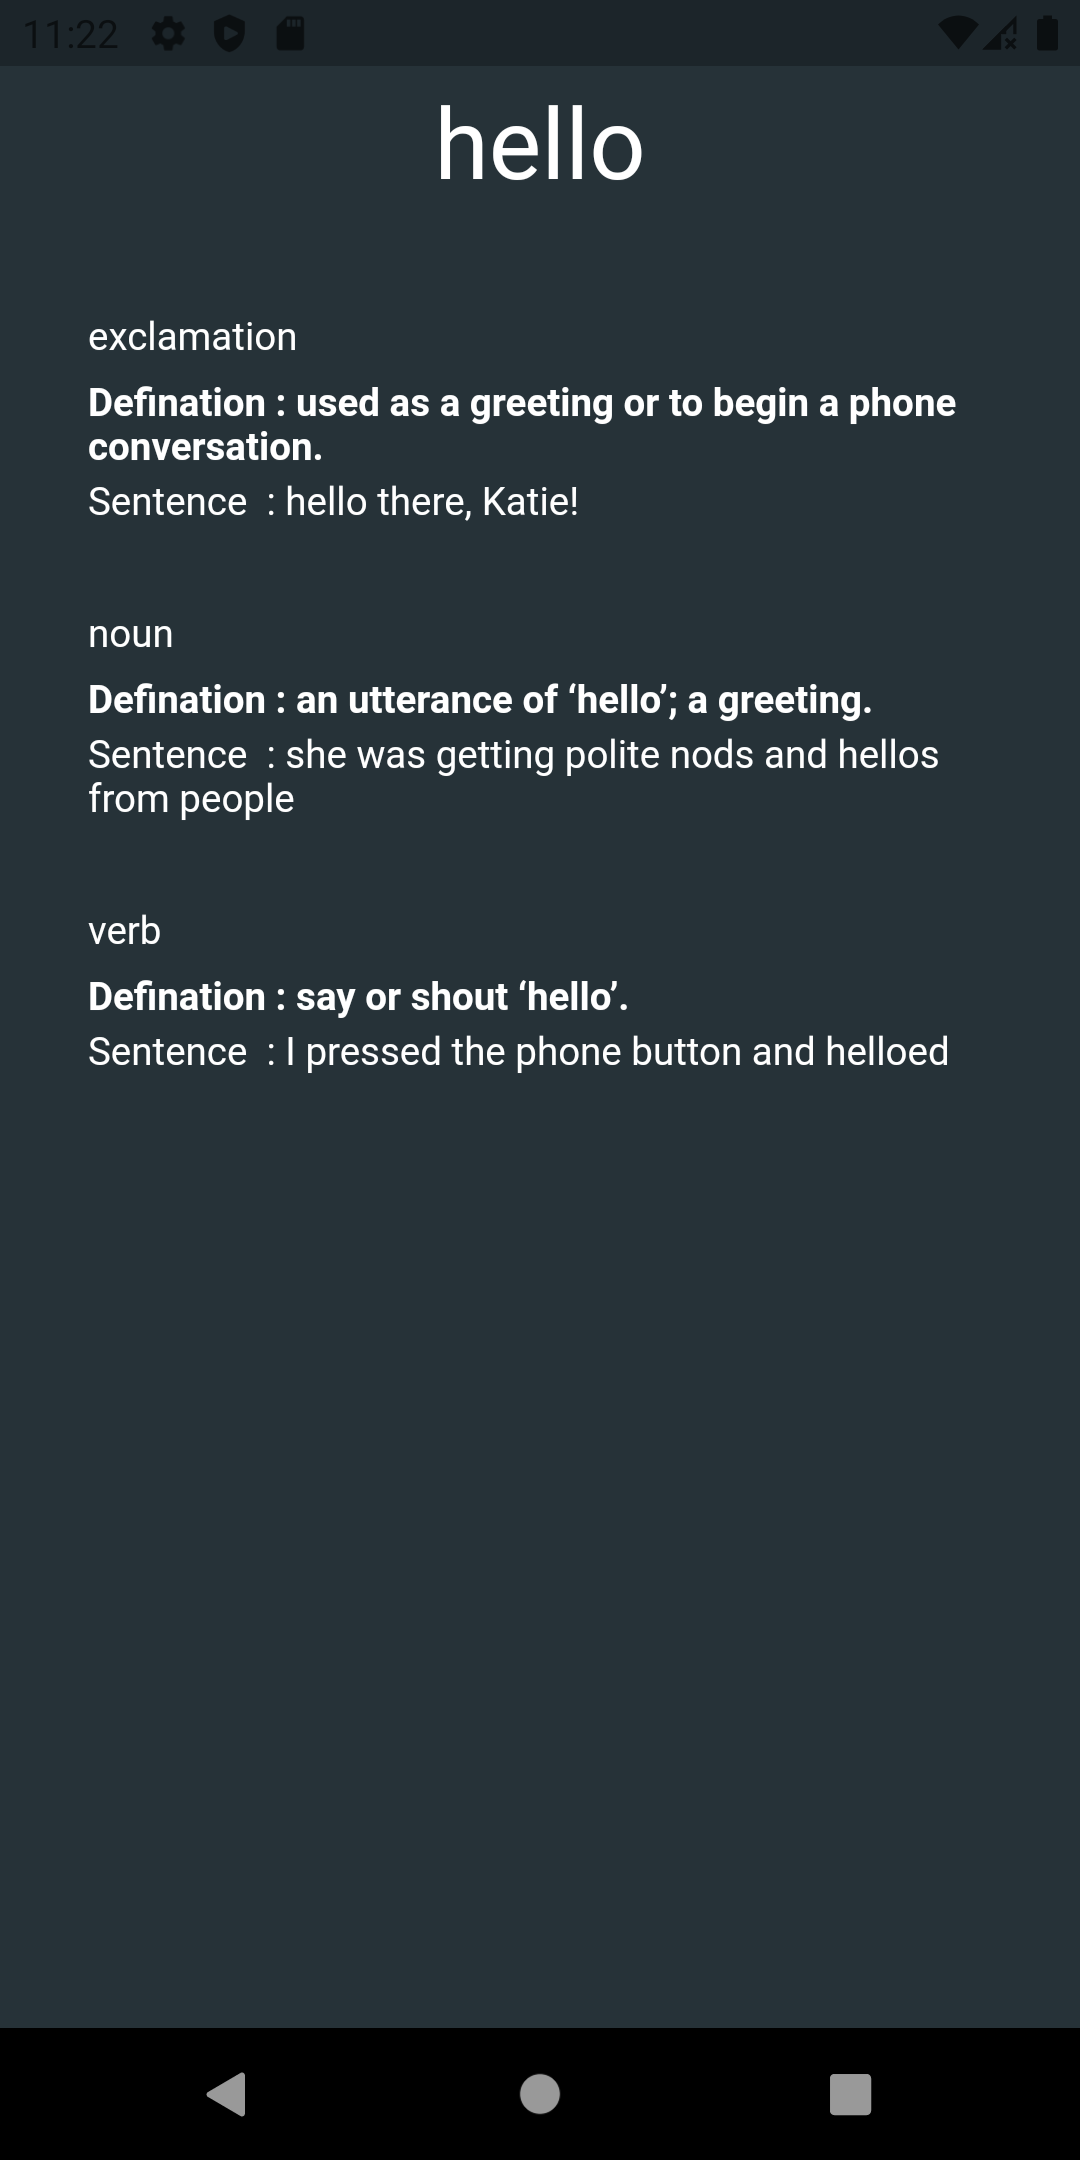 11:22
hello
exclamation
Defination : used as a greeting or to begin a phone
conversation.
Sentence  : hello there, Katie!
noun
Defination : an utterance of ‘hello’; a greeting.
Sentence  : she was getting polite nods and hellos
from people
verb
Defination : say or shout ‘hello’.
Sentence  : I pressed the phone button and helloed